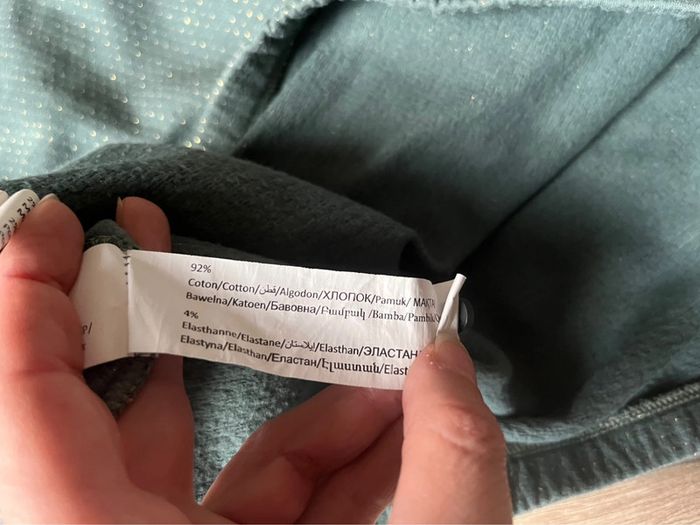 92%
Coton/Cotton/قطن/Algodon/ХЛОПОК/Pamuk/
Bawełna/Katoen/Бавовна/Բամբակ /Bamba/
4%
Elasthanne/Elastane/إيلاستان/Elasthan/ЭЛАСТАН
Elastyna/Elasthan/Еластан/Էլաստան/Elast